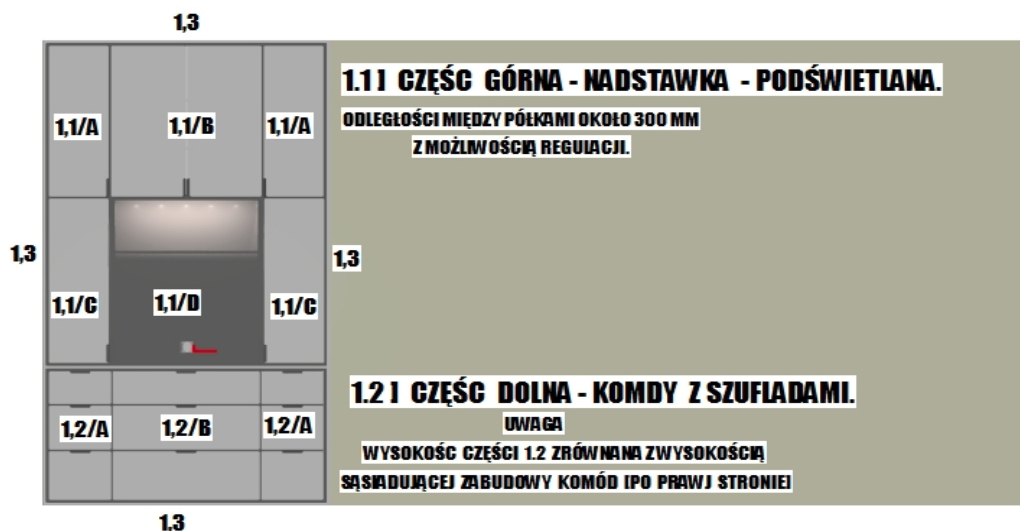 1,3
1.1] CZĘŚC GÓRNA - NADSTAWKA - PODŚWIETLANA.
ODLEGŁOŚCI MIĘDZY PÓŁKAMI OKOŁO 300 MM
Z MOŻLIWOŚCIĄ REGULACJI.
1,1/A 1,1/B 1,1/A
1,3 1,3
1,1/C 1,1/D 1,1/C
1.2] CZĘŚC DOLNA - KOMDY Z SZUFLADAMI.
UWAGA
WYSOKOŚC CZĘŚCI 1.2 ZRÓWNANA Z WYSOKOŚCIĄ
SĄSIADUJĄCEJ ZABUDOWY KOMÓD [PO PRAWJ STRONIE]
1,2/A 1,2/B 1,2/A
1,3